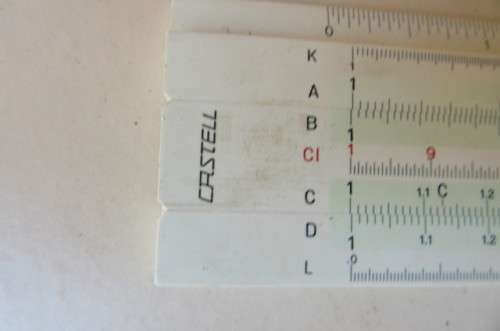 0
K 1
A 1
B 1
CASTELL
CI 1 9
C 1 1.1 C 1.2
D 1 1.1 1.2
L 0